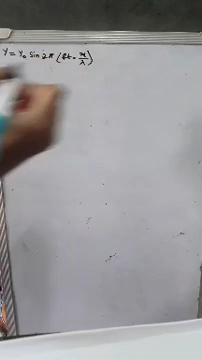 Y = Y₀ sin 2π (ft - x/λ)